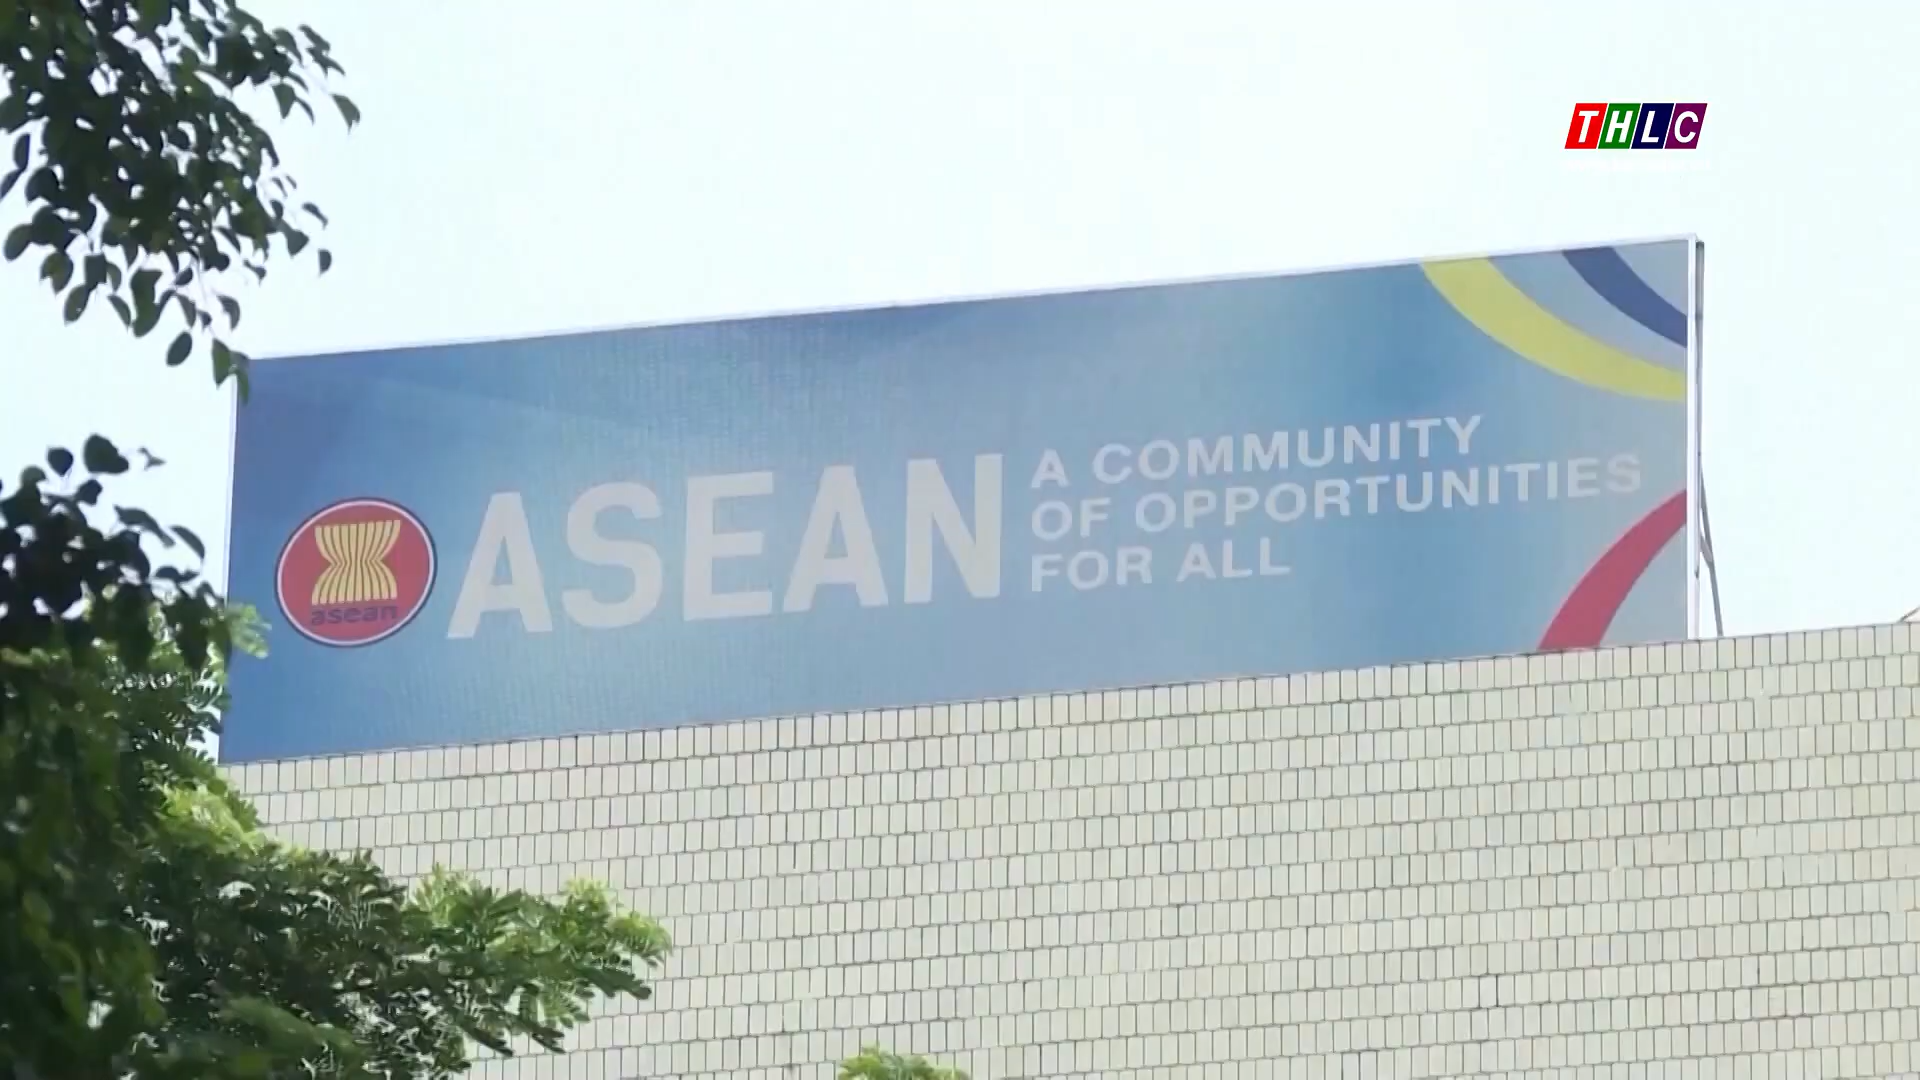 THLC
asean
ASEAN
A COMMUNITY
OF OPPORTUNITIES
FOR ALL